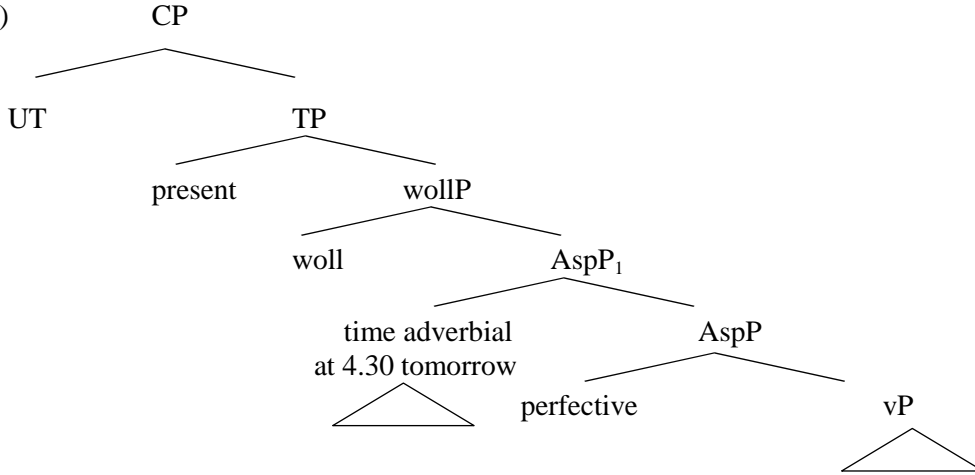 ) CP
UT TP
present wollP
woll AspP₁
time adverbial AspP
at 4.30 tomorrow
perfective vP